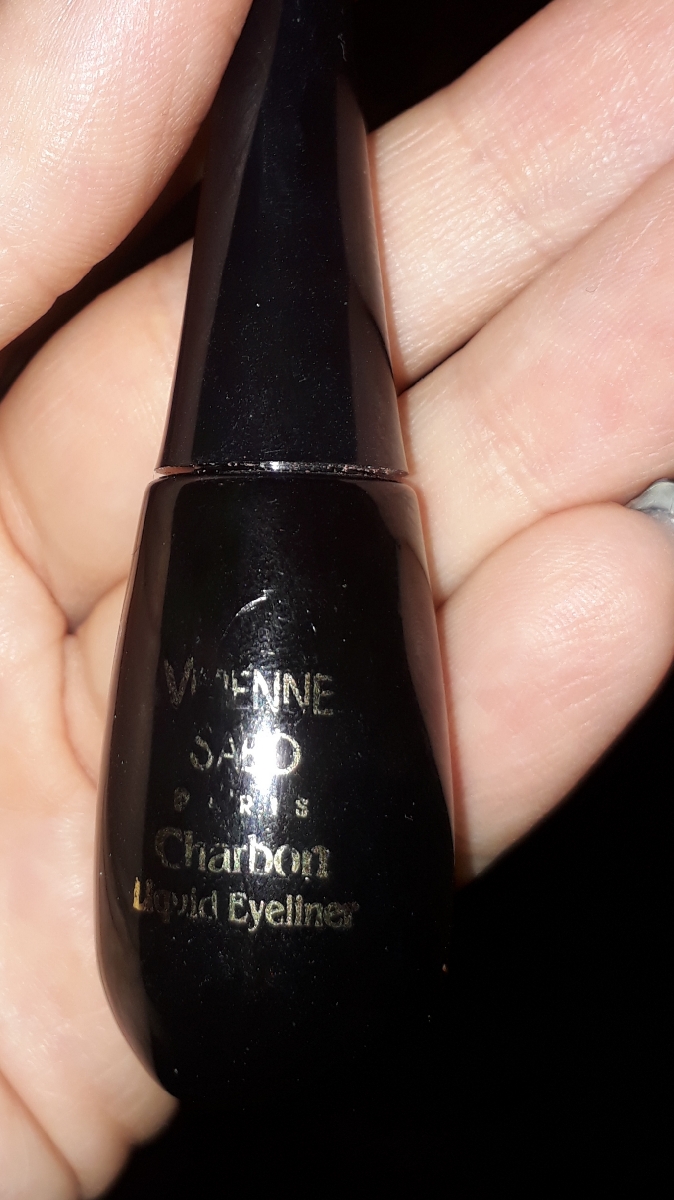 VIVIENNE
SABO
PARIS
Charbon
Liquid Eyeliner